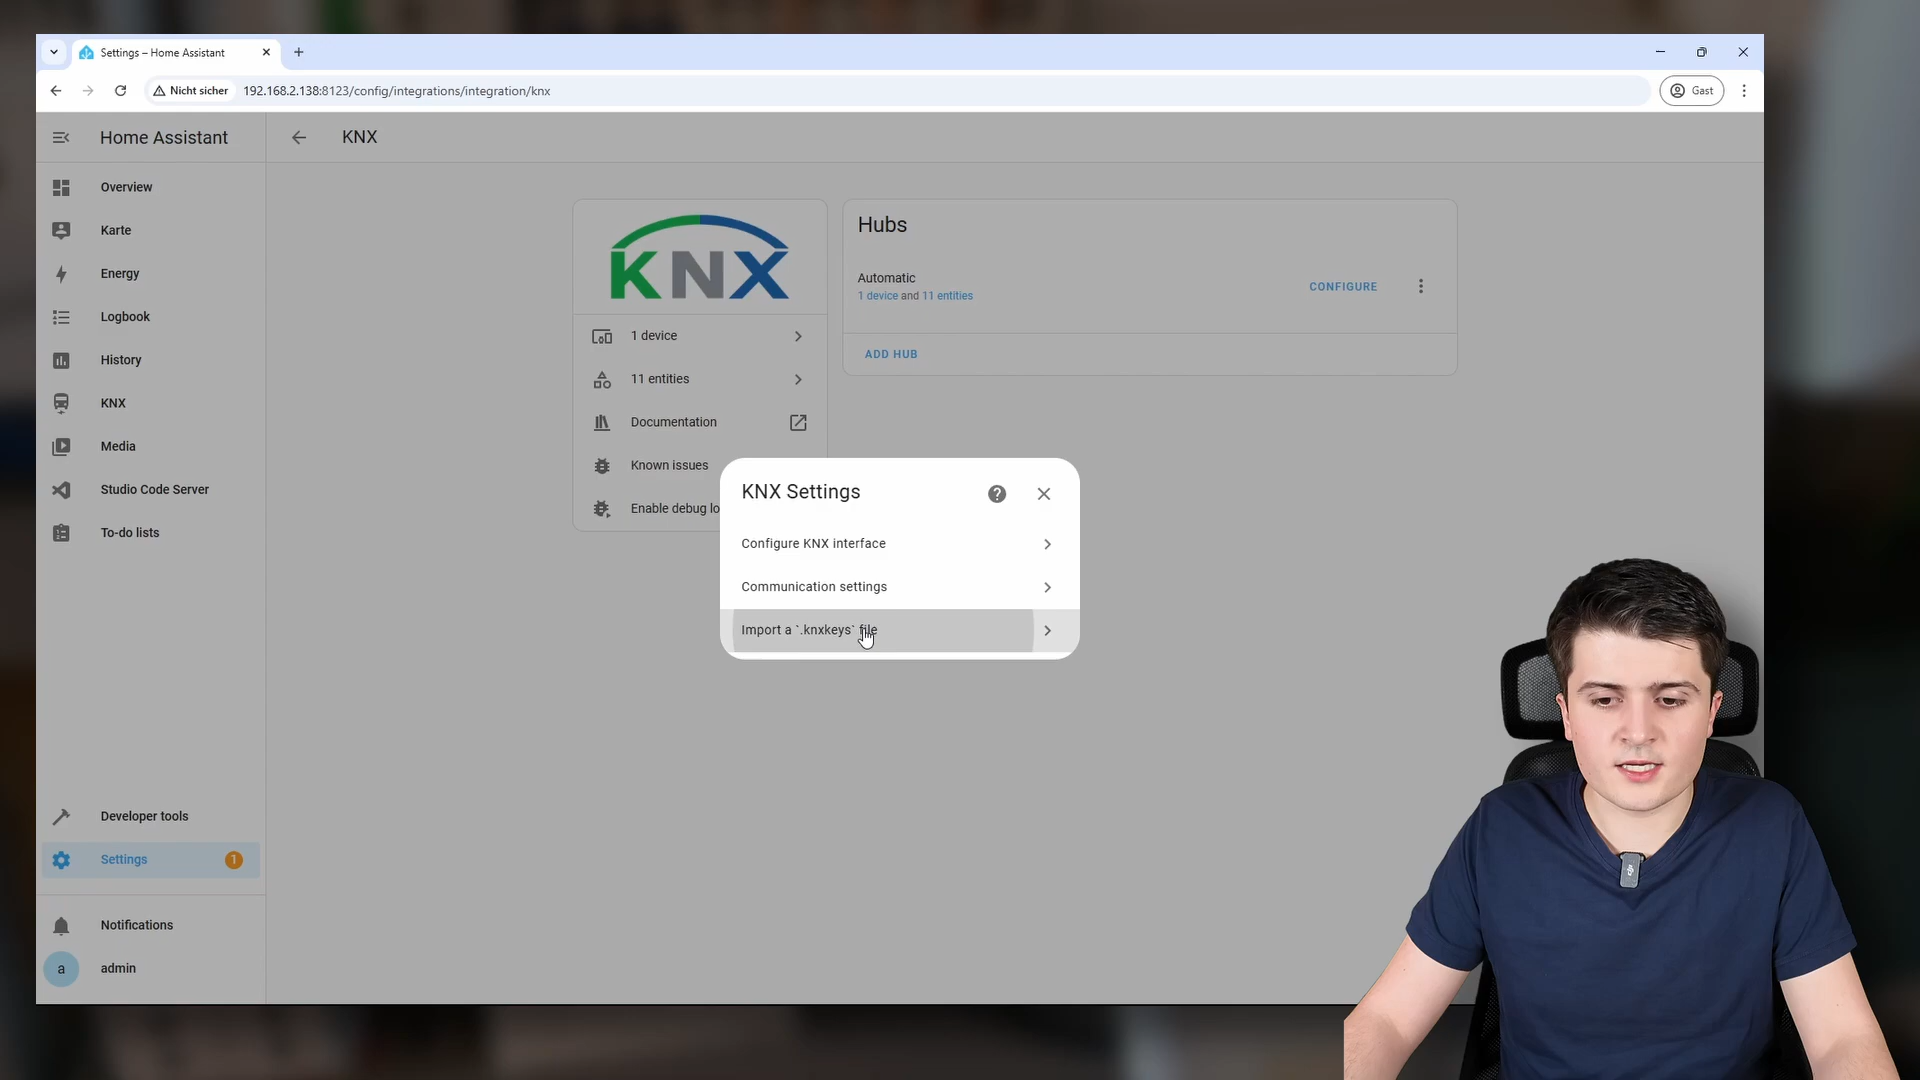 Settings – Home Assistant
Nicht sicher
192.168.2.138:8123/config/integrations/integration/knx
Gast
Home Assistant
KNX
Overview
Karte
Energy
Logbook
History
KNX
Media
Studio Code Server
To-do lists
Developer tools
Settings
1
Notifications
a
admin
KNX
1 device
11 entities
Documentation
Known issues
Enable debug lo
Hubs
Automatic
1 device and 11 entities
CONFIGURE
ADD HUB
KNX Settings
Configure KNX interface
Communication settings
Import a `.knxkeys` file